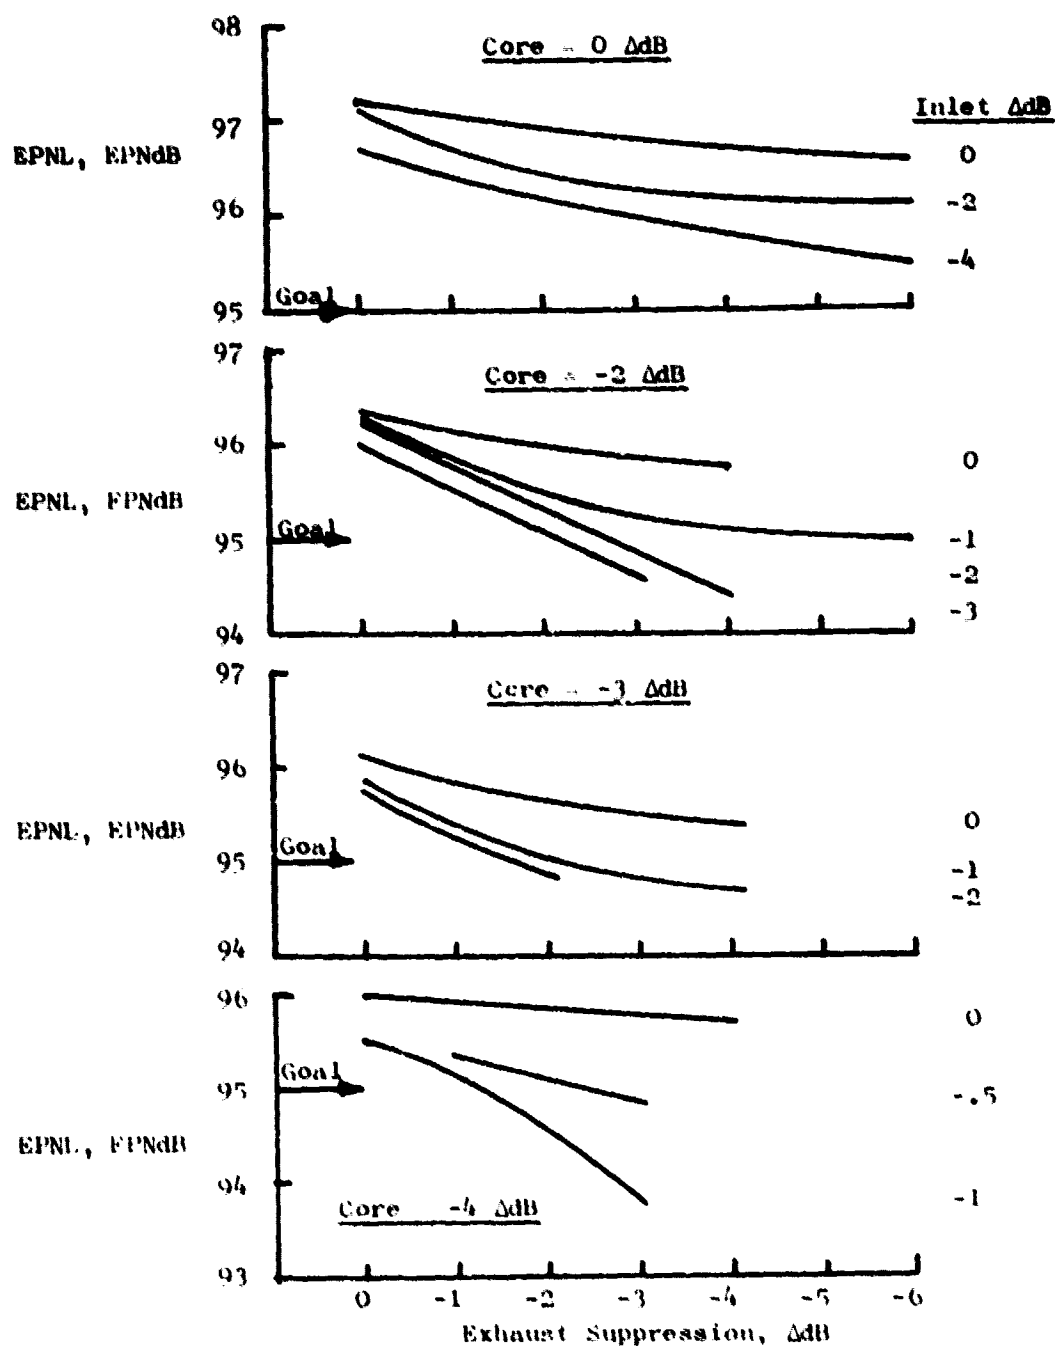 98
Core = 0 ΔdB
Inlet ΔdB
97
EPNL, EPNdB
0
96
-2
-4
Goal
95
97
Core = -2 ΔdB
96
0
EPNL, EPNdB
Goal
95
-1
-2
-3
94
97
Core = -3 ΔdB
96
EPNL, EPNdB
0
Goal
95
-1
-2
94
96
0
Goal
95
-.5
EPNL, EPNdB
94
-1
Core -4 ΔdB
93
0 -1 -2 -3 -4 -5 -6
Exhaust Suppression, ΔdB